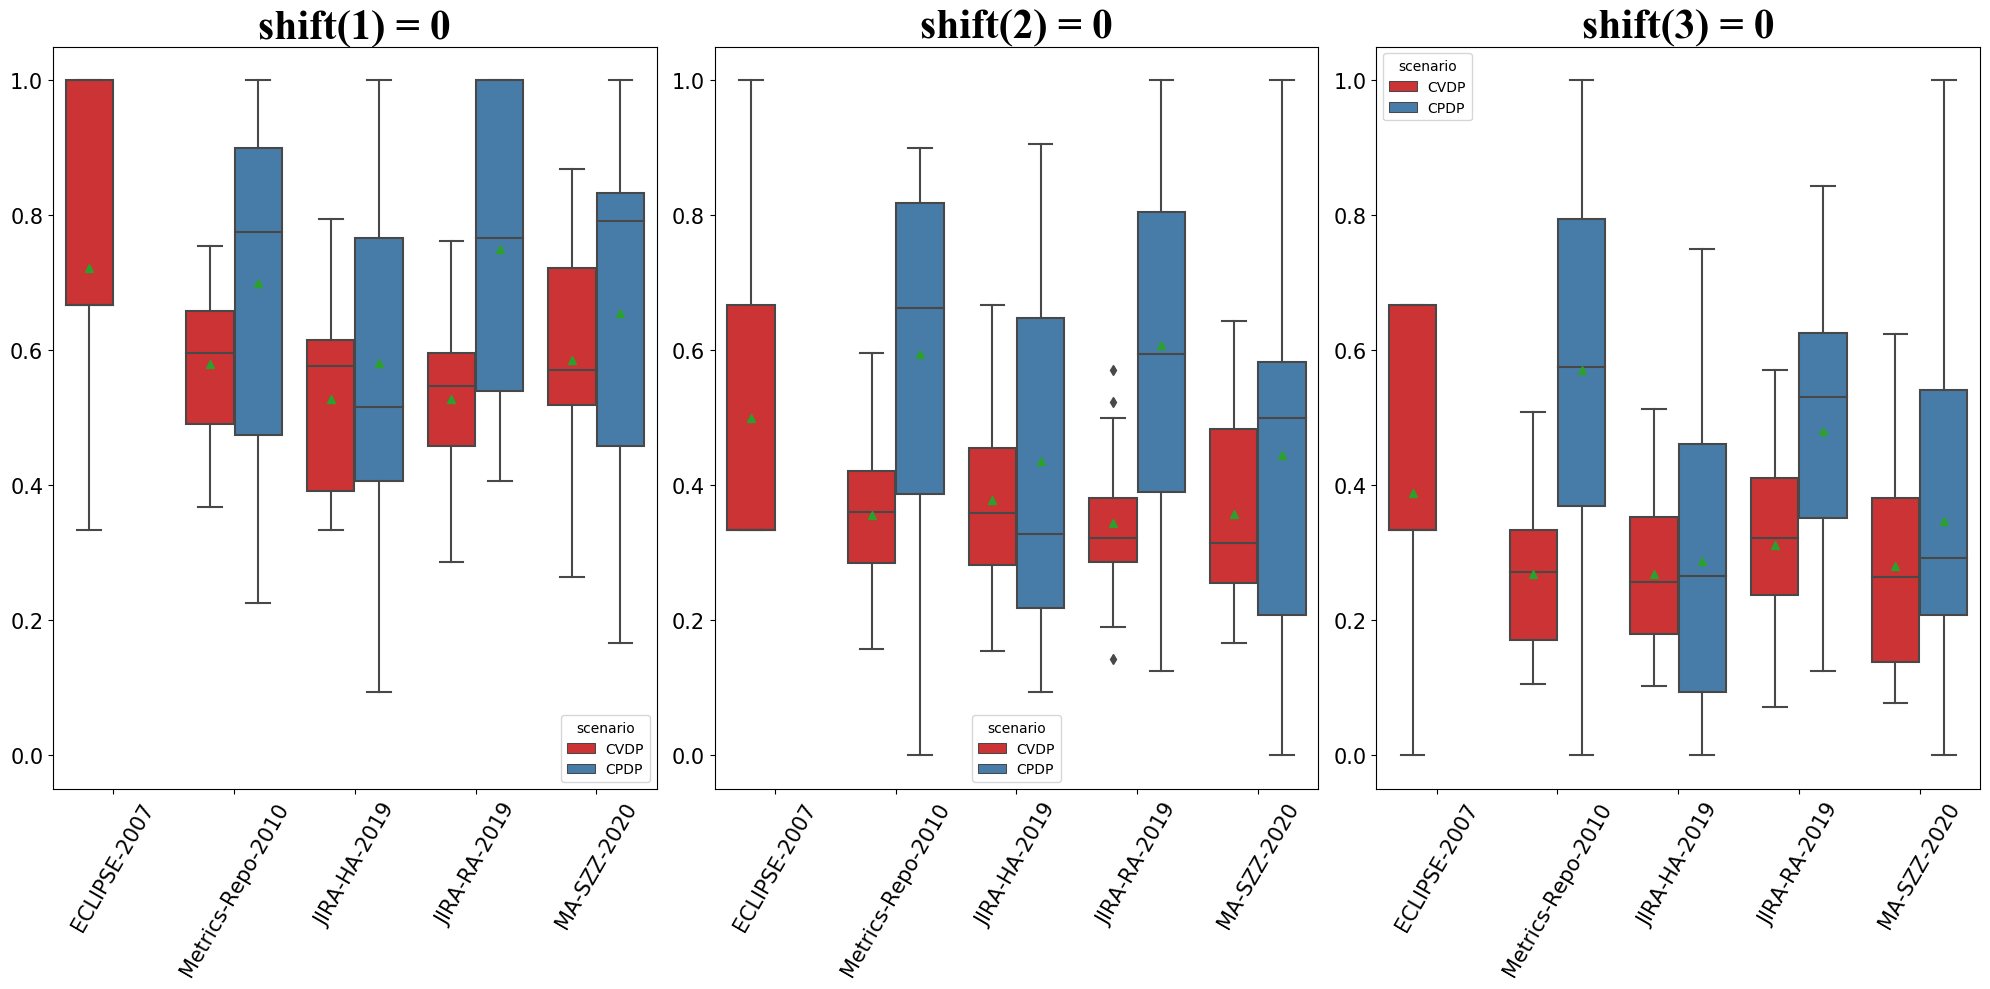 shift(1) = 0
1.0
0.8
0.6
0.4
0.2
0.0
scenario
CVDP
CPDP
ECLIPSE-2007
Metrics-Repo-2010
JIRA-HA-2019
JIRA-RA-2019
MA-SZZ-2020
shift(2) = 0
1.0
0.8
0.6
0.4
0.2
0.0
scenario
CVDP
CPDP
ECLIPSE-2007
Metrics-Repo-2010
JIRA-HA-2019
JIRA-RA-2019
MA-SZZ-2020
shift(3) = 0
scenario
CVDP
CPDP
1.0
0.8
0.6
0.4
0.2
0.0
ECLIPSE-2007
Metrics-Repo-2010
JIRA-HA-2019
JIRA-RA-2019
MA-SZZ-2020